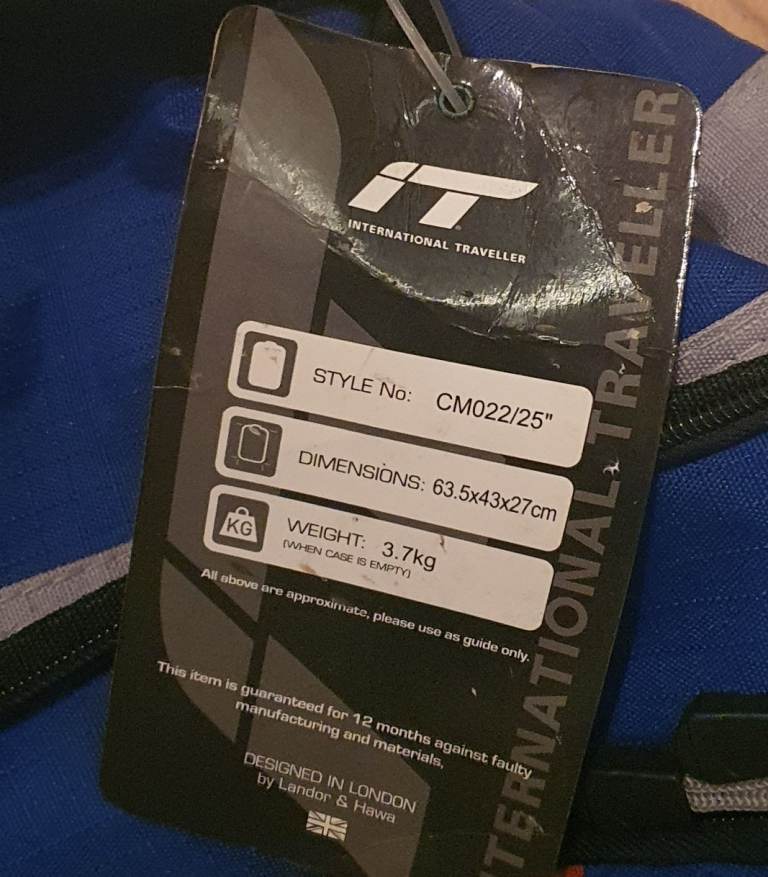 IT
INTERNATIONAL TRAVELLER
STYLE No: CM022/25"
DIMENSIONS: 63.5x43x27cm
KG
WEIGHT: 3.7kg
(WHEN CASE IS EMPTY)
All above are approximate, please use as guide only.
This item is guaranteed for 12 months against faulty
manufacturing and materials.
DESIGNED IN LONDON
by Landor & Hawa
INTERNATIONAL TRAVELLER